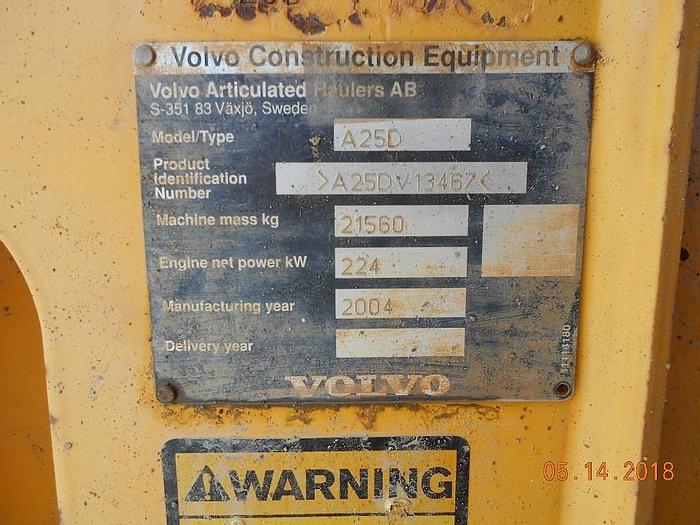 Volvo Construction Equipment
Volvo Articulated Haulers AB
S-351 83 Växjö, Sweden
Model/Type A25D
Product
Identification
Number >A25DV13467<
Machine mass kg 21560
Engine net power kW 224
Manufacturing year 2004
Delivery year
11114180
VOLVO
WARNING
05.14.2018